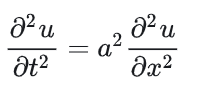 ∂²u/∂t² = a² ∂²u/∂x²